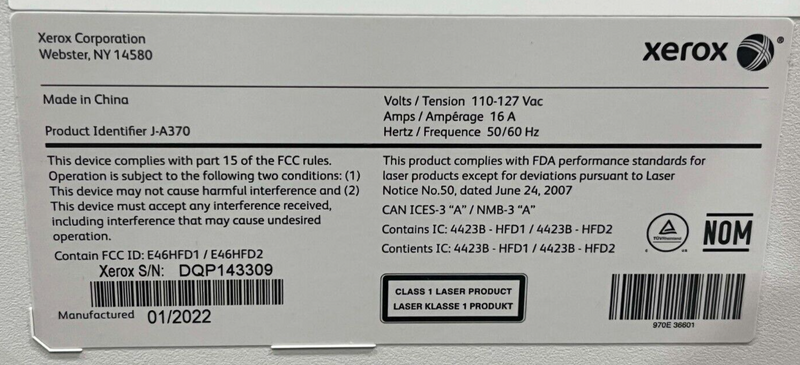 Xerox Corporation
Webster, NY 14580
xerox®
Made in China
Product Identifier J-A370
Volts / Tension 110-127 Vac
Amps / Ampérage 16 A
Hertz / Frequence 50/60 Hz
This device complies with part 15 of the FCC rules.
Operation is subject to the following two conditions: (1)
This device may not cause harmful interference and (2)
This device must accept any interference received,
including interference that may cause undesired
operation.
Contain FCC ID: E46HFD1 / E46HFD2
Xerox S/N: DQP143309
Manufactured 01/2022
This product complies with FDA performance standards for
laser products except for deviations pursuant to Laser
Notice No.50, dated June 24, 2007
CAN ICES-3 "A" / NMB-3 "A"
Contains IC: 4423B - HFD1 / 4423B - HFD2
Contients IC: 4423B - HFD1 / 4423B - HFD2
CLASS 1 LASER PRODUCT
LASER KLASSE 1 PRODUKT
NOM
970E 36601